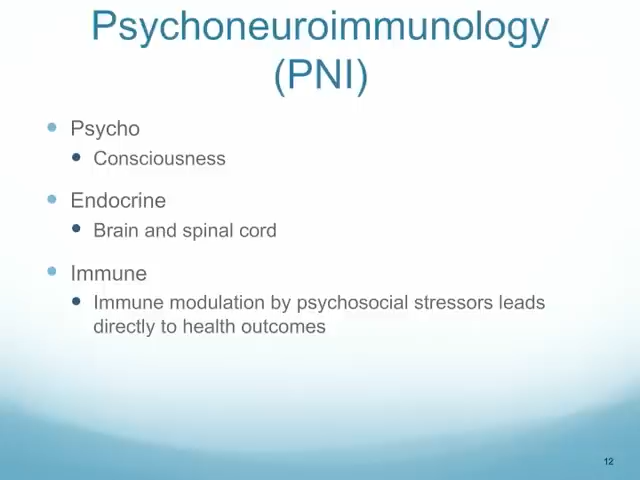 Psychoneuroimmunology
(PNI)
Psycho
Consciousness
Endocrine
Brain and spinal cord
Immune
Immune modulation by psychosocial stressors leads
directly to health outcomes
12